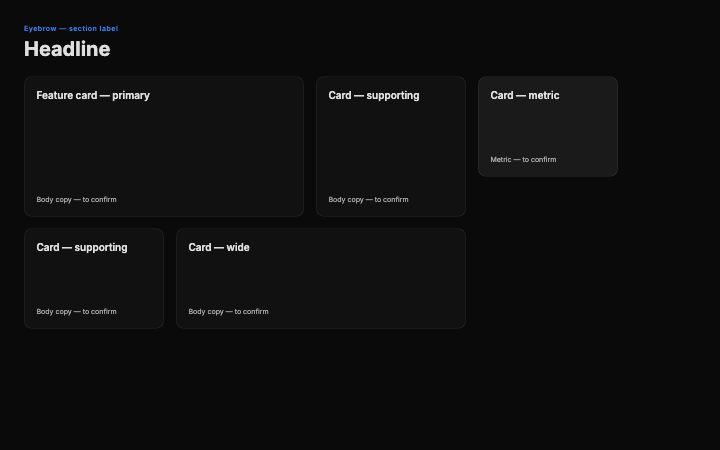 Eyebrow — section label
Headline
Feature card — primary
Body copy — to confirm
Card — supporting
Body copy — to confirm
Card — metric
Metric — to confirm
Card — supporting
Body copy — to confirm
Card — wide
Body copy — to confirm